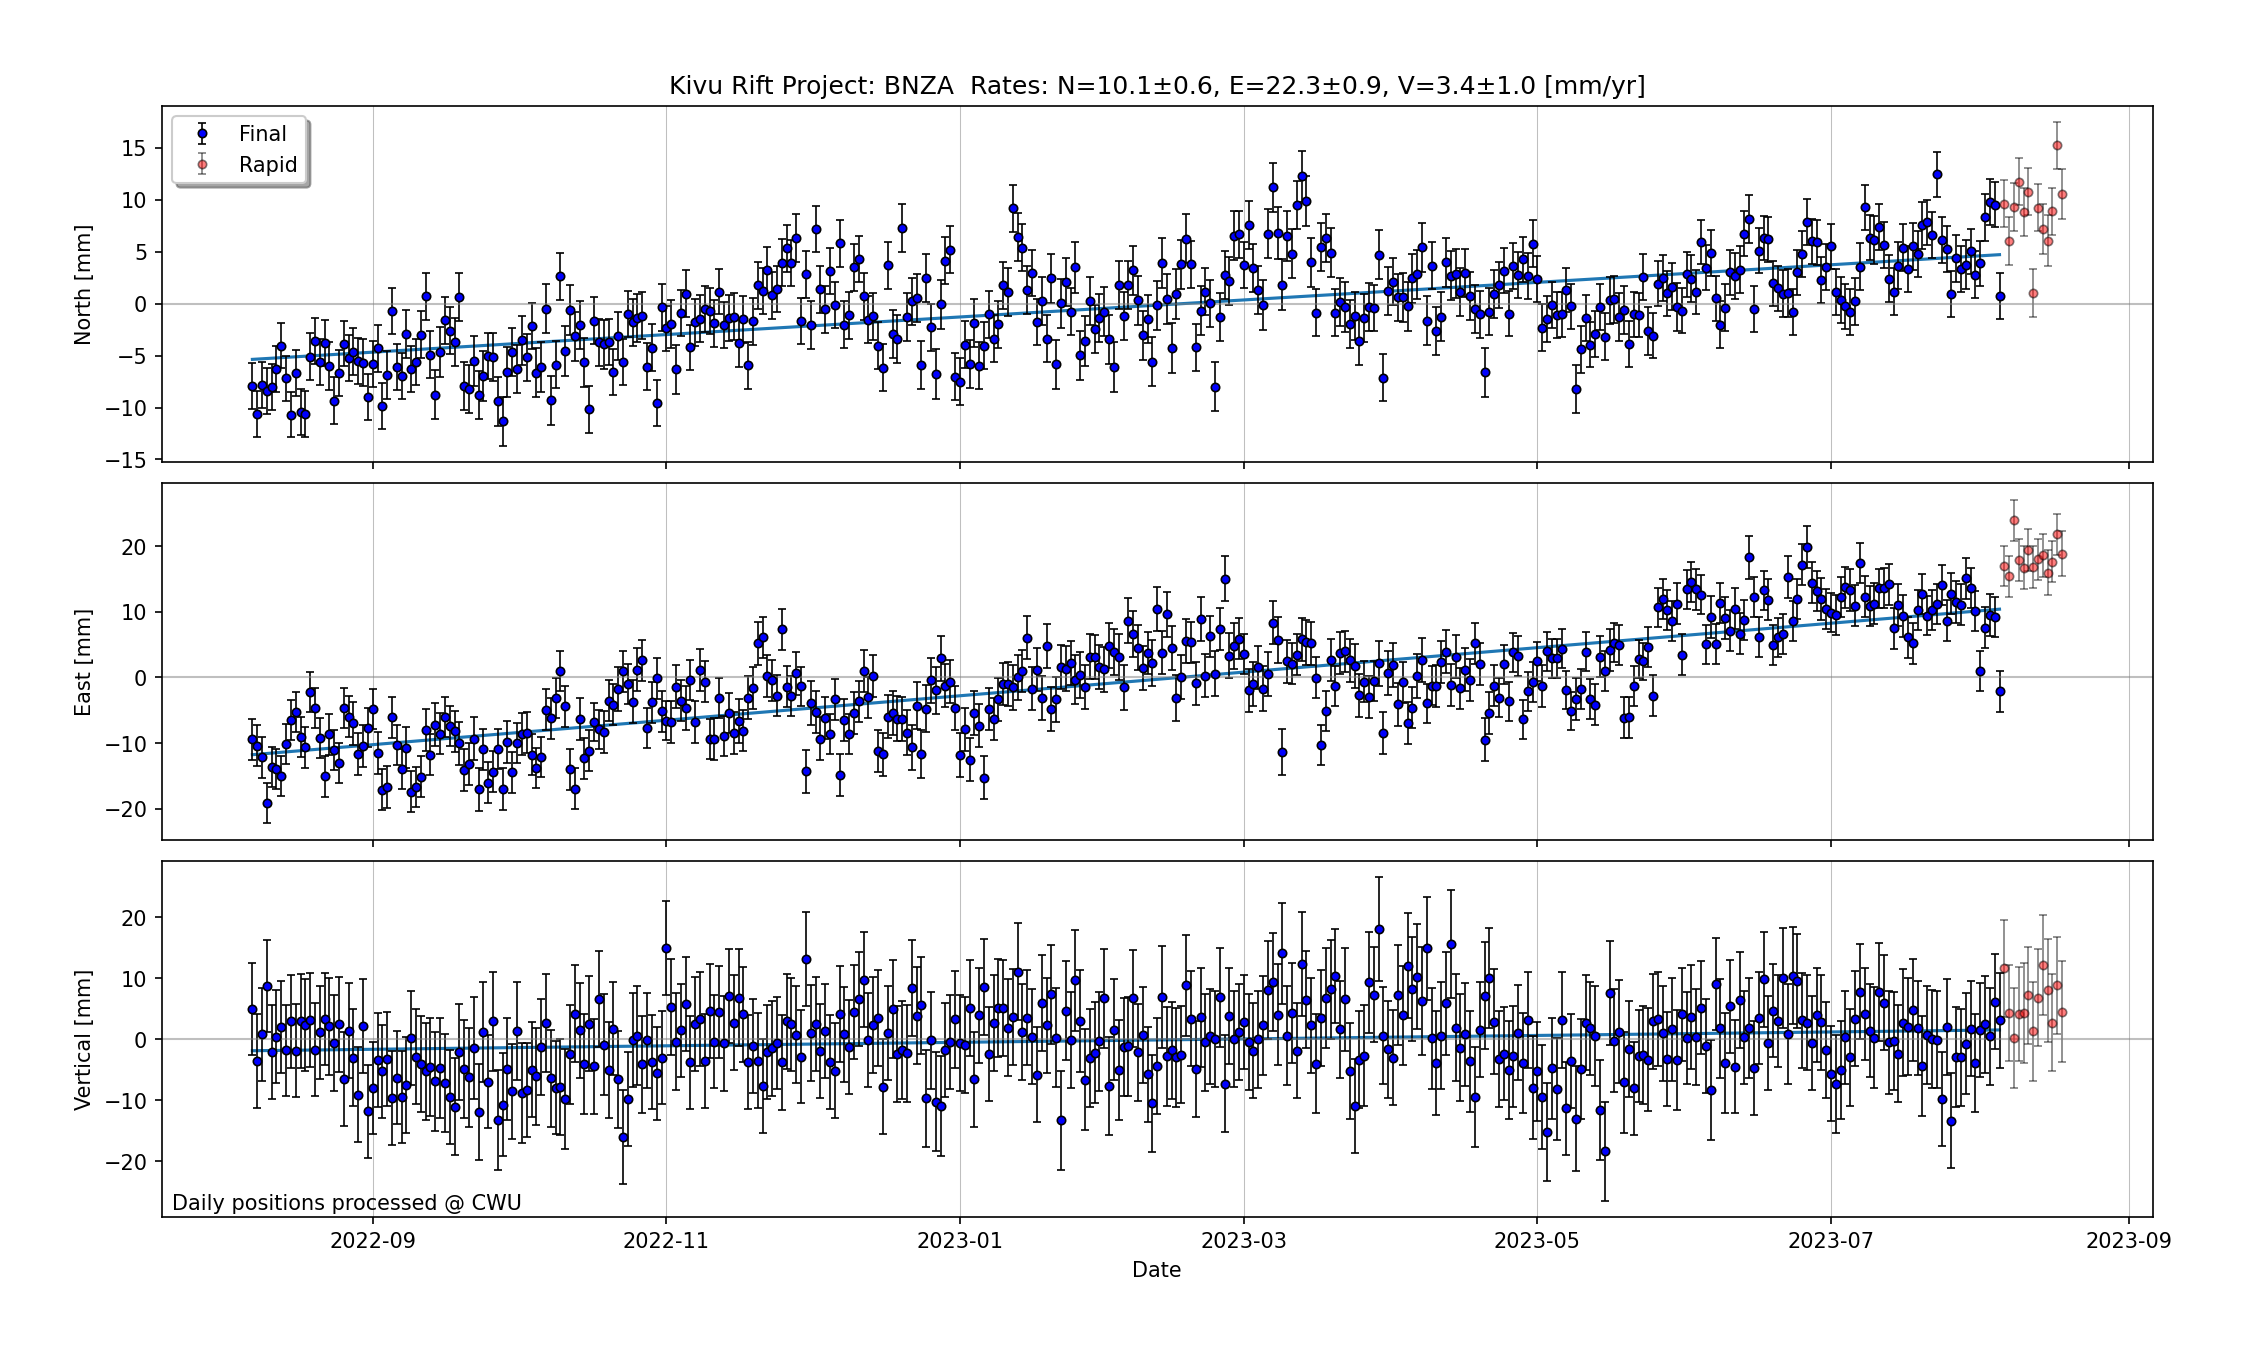 Kivu Rift Project: BNZA  Rates: N=10.1±0.6, E=22.3±0.9, V=3.4±1.0 [mm/yr]
Final
Rapid
North [mm]
15
10
5
0
−5
−10
−15
East [mm]
20
10
0
−10
−20
Vertical [mm]
20
10
0
−10
−20
Daily positions processed @ CWU
2022-09 2022-11 2023-01 2023-03 2023-05 2023-07 2023-09
Date